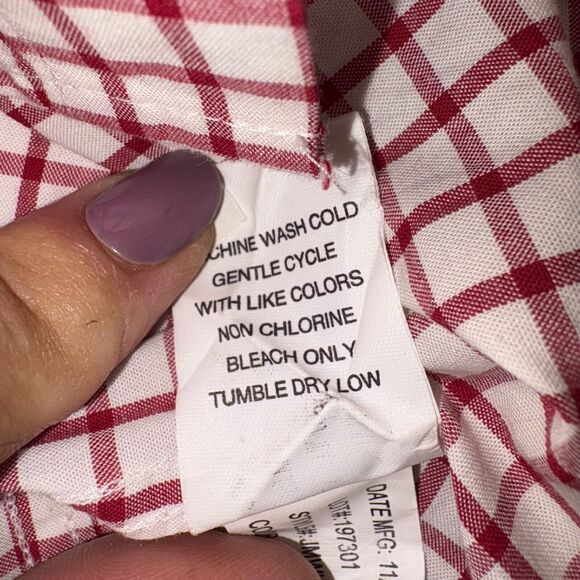 CHINE WASH COLD
GENTLE CYCLE
WITH LIKE COLORS
NON CHLORINE
BLEACH ONLY
TUMBLE DRY LOW
DATE MFG: 11
LOT#:197301